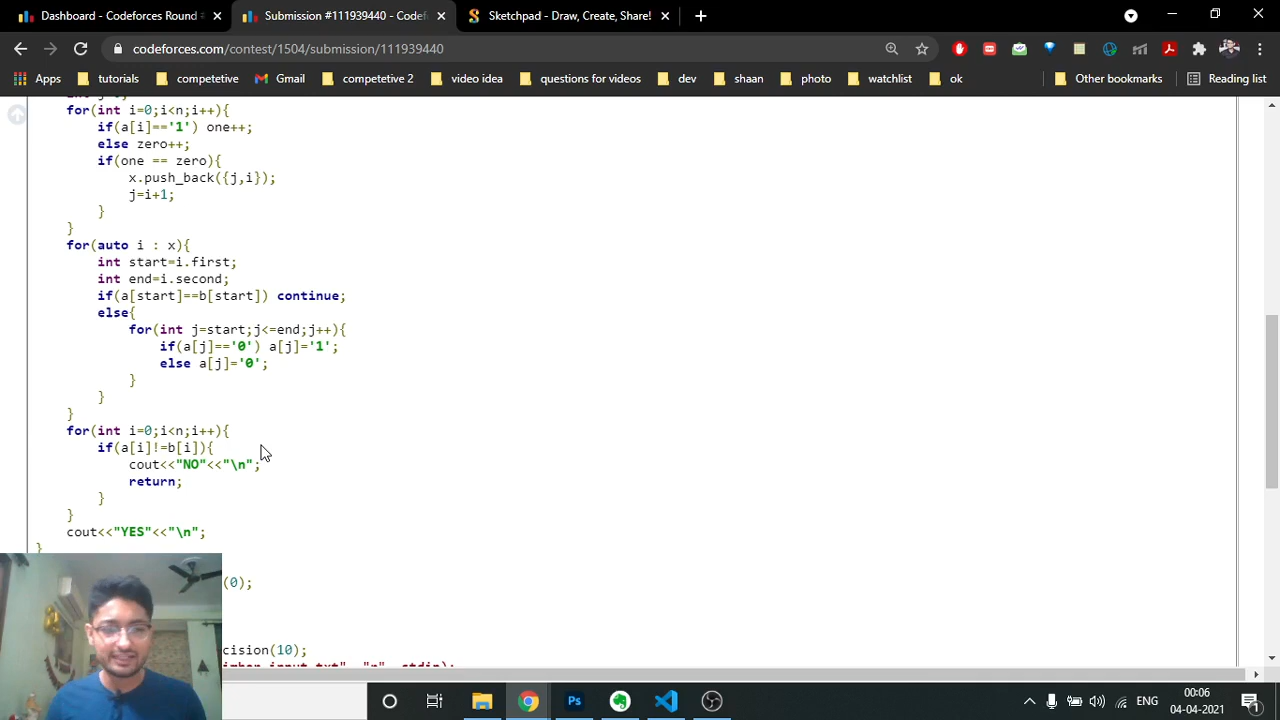 Dashboard - Codeforces Round
Submission #111939440 - Codef
Sketchpad - Draw, Create, Share!
codeforces.com/contest/1504/submission/111939440
Apps
tutorials
competetive
Gmail
competetive 2
video idea
questions for videos
dev
shaan
photo
watchlist
ok
Other bookmarks
Reading list
for(int i=0;i<n;i++){
if(a[i]=='1') one++;
else zero++;
if(one == zero){
x.push_back({j,i});
j=i+1;
}
}
for(auto i : x){
int start=i.first;
int end=i.second;
if(a[start]==b[start]) continue;
else{
for(int j=start;j<=end;j++){
if(a[j]=='0') a[j]='1';
else a[j]='0';
}
}
}
for(int i=0;i<n;i++){
if(a[i]!=b[i]){
cout<<"NO"<<"\n";
return;
}
}
cout<<"YES"<<"\n";
}
(0);
cision(10);
ENG
00:06
04-04-2021